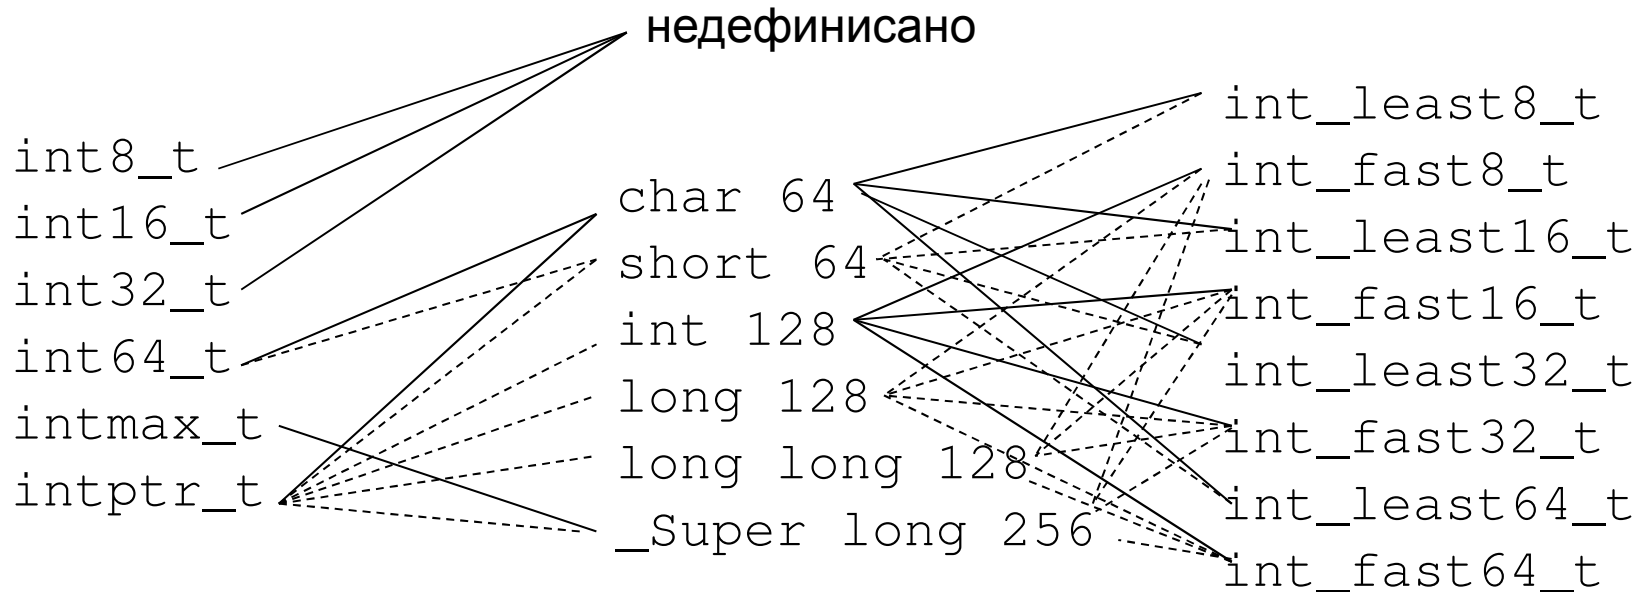 недефинисано
int8_t
int16_t
int32_t
int64_t
intmax_t
intptr_t
char 64
short 64
int 128
long 128
long long 128
_Super long 256
int_least8_t
int_fast8_t
int_least16_t
int_fast16_t
int_least32_t
int_fast32_t
int_least64_t
int_fast64_t